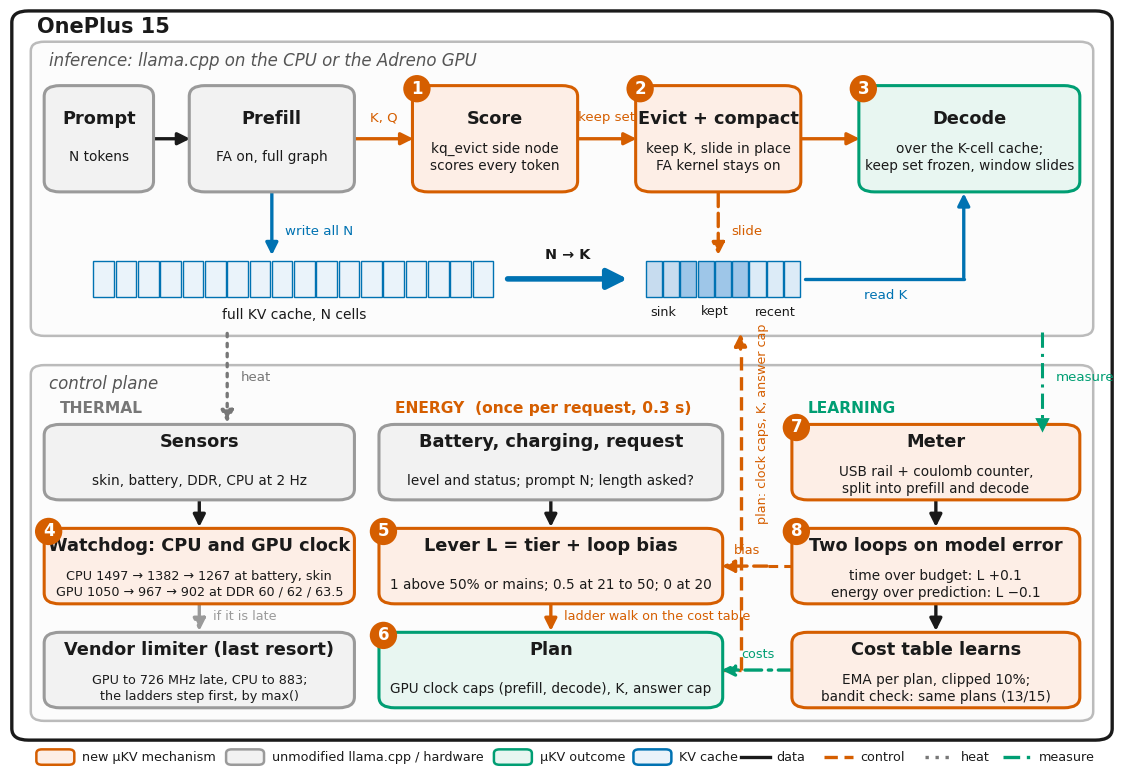 OnePlus 15
inference: llama.cpp on the CPU or the Adreno GPU
1
2
3
Prompt
N tokens
Prefill
FA on, full graph
K, Q
Score
kq_evict side node
scores every token
keep set
Evict + compact
keep K, slide in place
FA kernel stays on
Decode
over the K-cell cache;
keep set frozen, window slides
write all N
slide
N → K
full KV cache, N cells
sink
kept
recent
read K
heat
plan: clock caps, K, answer cap
measure
control plane
THERMAL
ENERGY (once per request, 0.3 s)
LEARNING
Sensors
skin, battery, DDR, CPU at 2 Hz
Battery, charging, request
level and status; prompt N; length asked?
7
Meter
USB rail + coulomb counter,
split into prefill and decode
4
Watchdog: CPU and GPU clock
CPU 1497 → 1382 → 1267 at battery, skin
GPU 1050 → 967 → 902 at DDR 60 / 62 / 63.5
5
Lever L = tier + loop bias
1 above 50% or mains; 0.5 at 21 to 50; 0 at 20
bias
8
Two loops on model error
time over budget: L +0.1
energy over prediction: L −0.1
if it is late
ladder walk on the cost table
Vendor limiter (last resort)
GPU to 726 MHz late, CPU to 883;
the ladders step first, by max()
6
Plan
GPU clock caps (prefill, decode), K, answer cap
costs
Cost table learns
EMA per plan, clipped 10%;
bandit check: same plans (13/15)
new µKV mechanism
unmodified llama.cpp / hardware
µKV outcome
KV cache
data
control
heat
measure